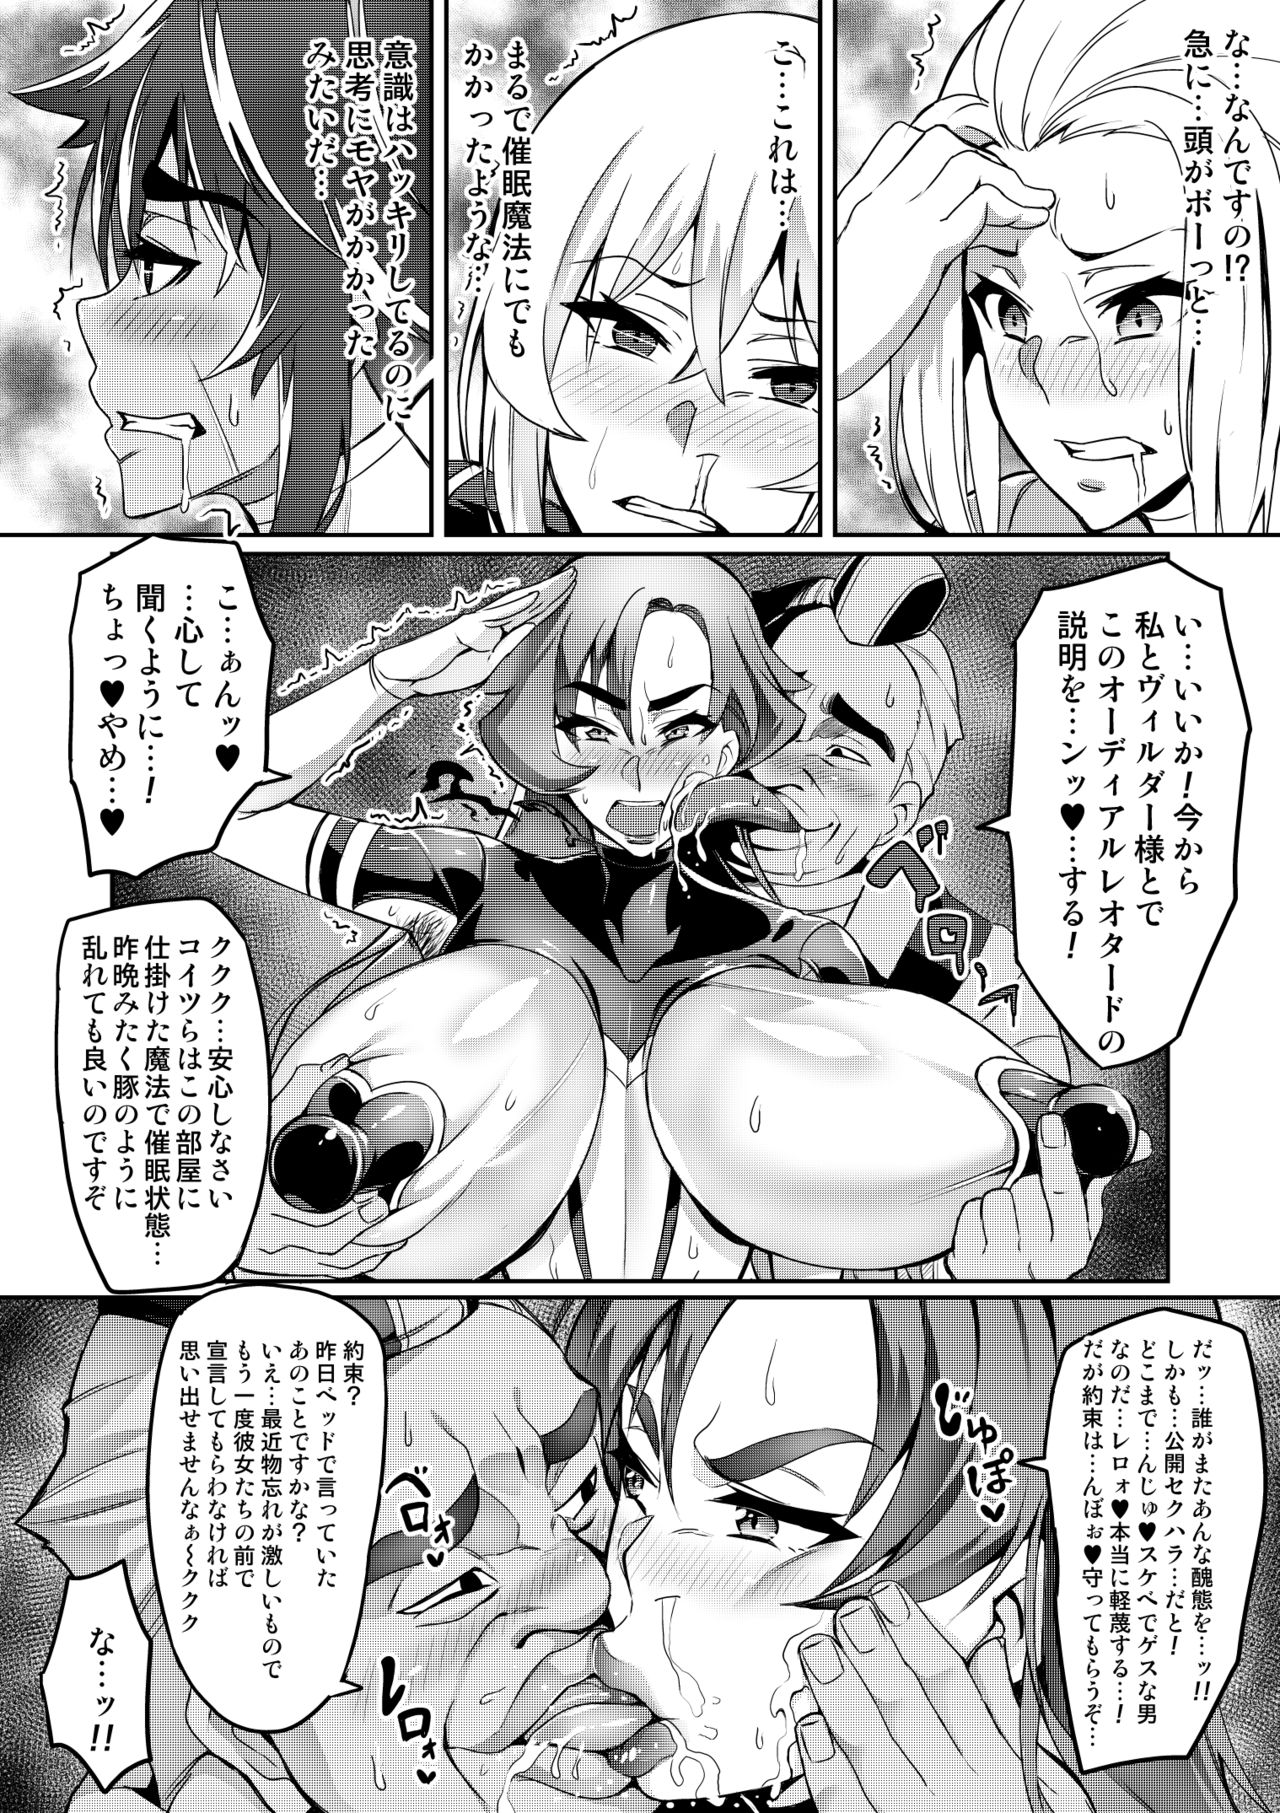 な…なんですの!?
急に…頭がボーっと…
こ…これは…
まるで催眠魔法にでも
かかったような…
意識はハッキリしてるのに
思考にモヤがかかった
みたいだ…
い…いいか！今から
私とヴィルダー様とで
このオーディアルレオタードの
説明を…ンッ♥…する！
こ…ぁんッ♥
…心して
聞くように…！
ちょっ♥やめ…♥
ベロ、
ククク…安心しなさい
コイツらはこの部屋に
仕掛けた魔法で催眠状態…
昨晩みたく豚のように
乱れても良いのですぞ
だッ…誰がまたあんな醜態を…ッ!!
しかも…公開セクハラ…だと！
どこまで…んじゅ♥スケベでゲスな男
なのだ…レロォ♥本当に軽蔑する…！
だが約束は…んぼぉ♥守ってもらうぞ…
じゅぽ♥
約束？
昨日ベッドで言っていた
あのことですかな？
いえ…最近物忘れが激しいもので
もう一度彼女たちの前で
宣言してもらわなければ
思い出せませんなぁ～ククク
ベロォ♥
レロォ♥
な…ッ!!